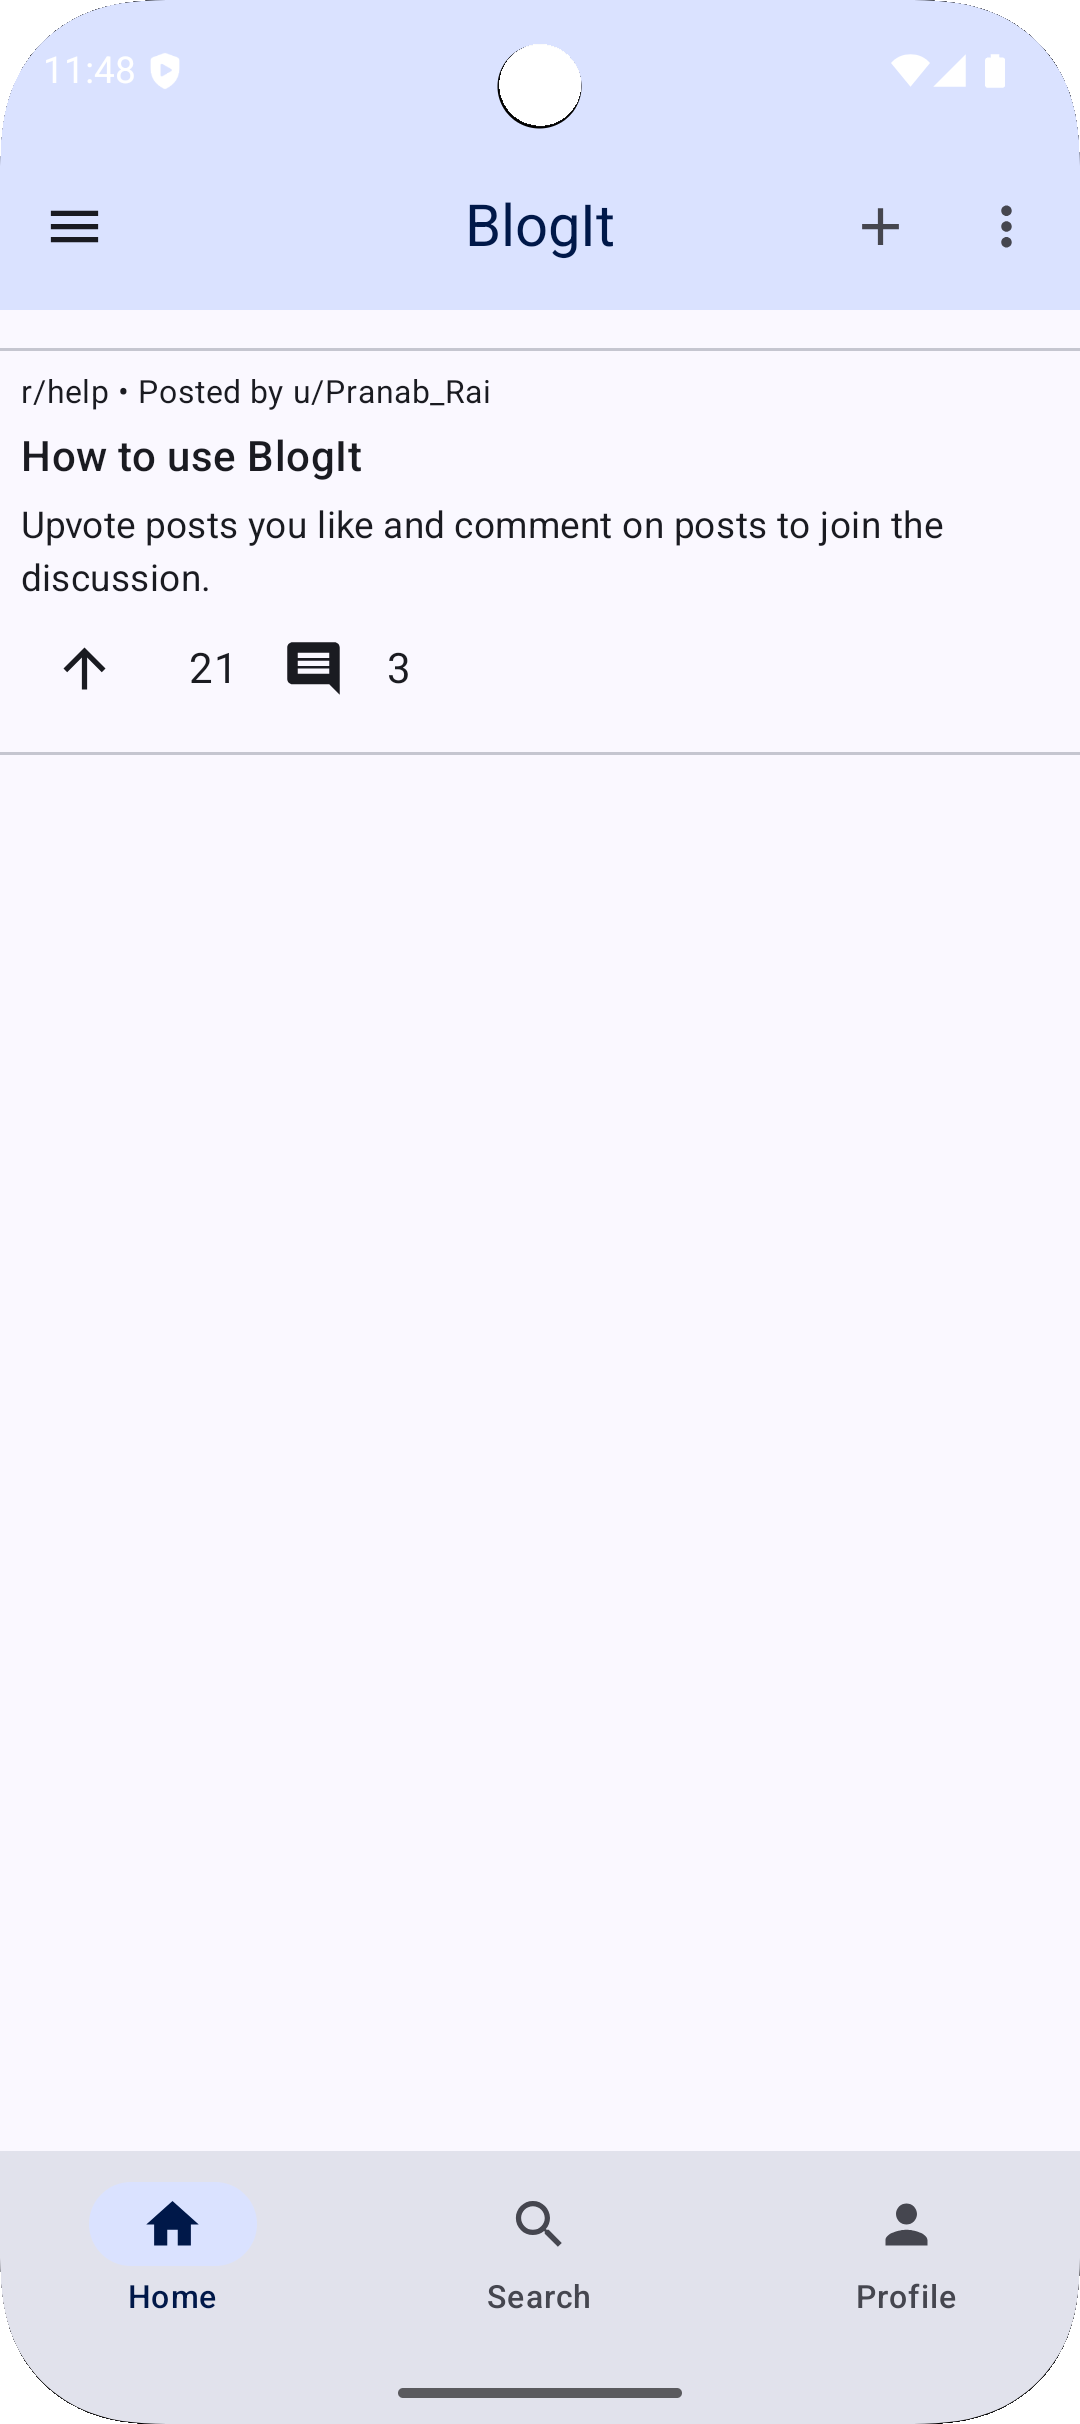 11:48
BlogIt
r/help • Posted by u/Pranab_Rai
How to use BlogIt
Upvote posts you like and comment on posts to join the
discussion.
21 3
Home Search Profile